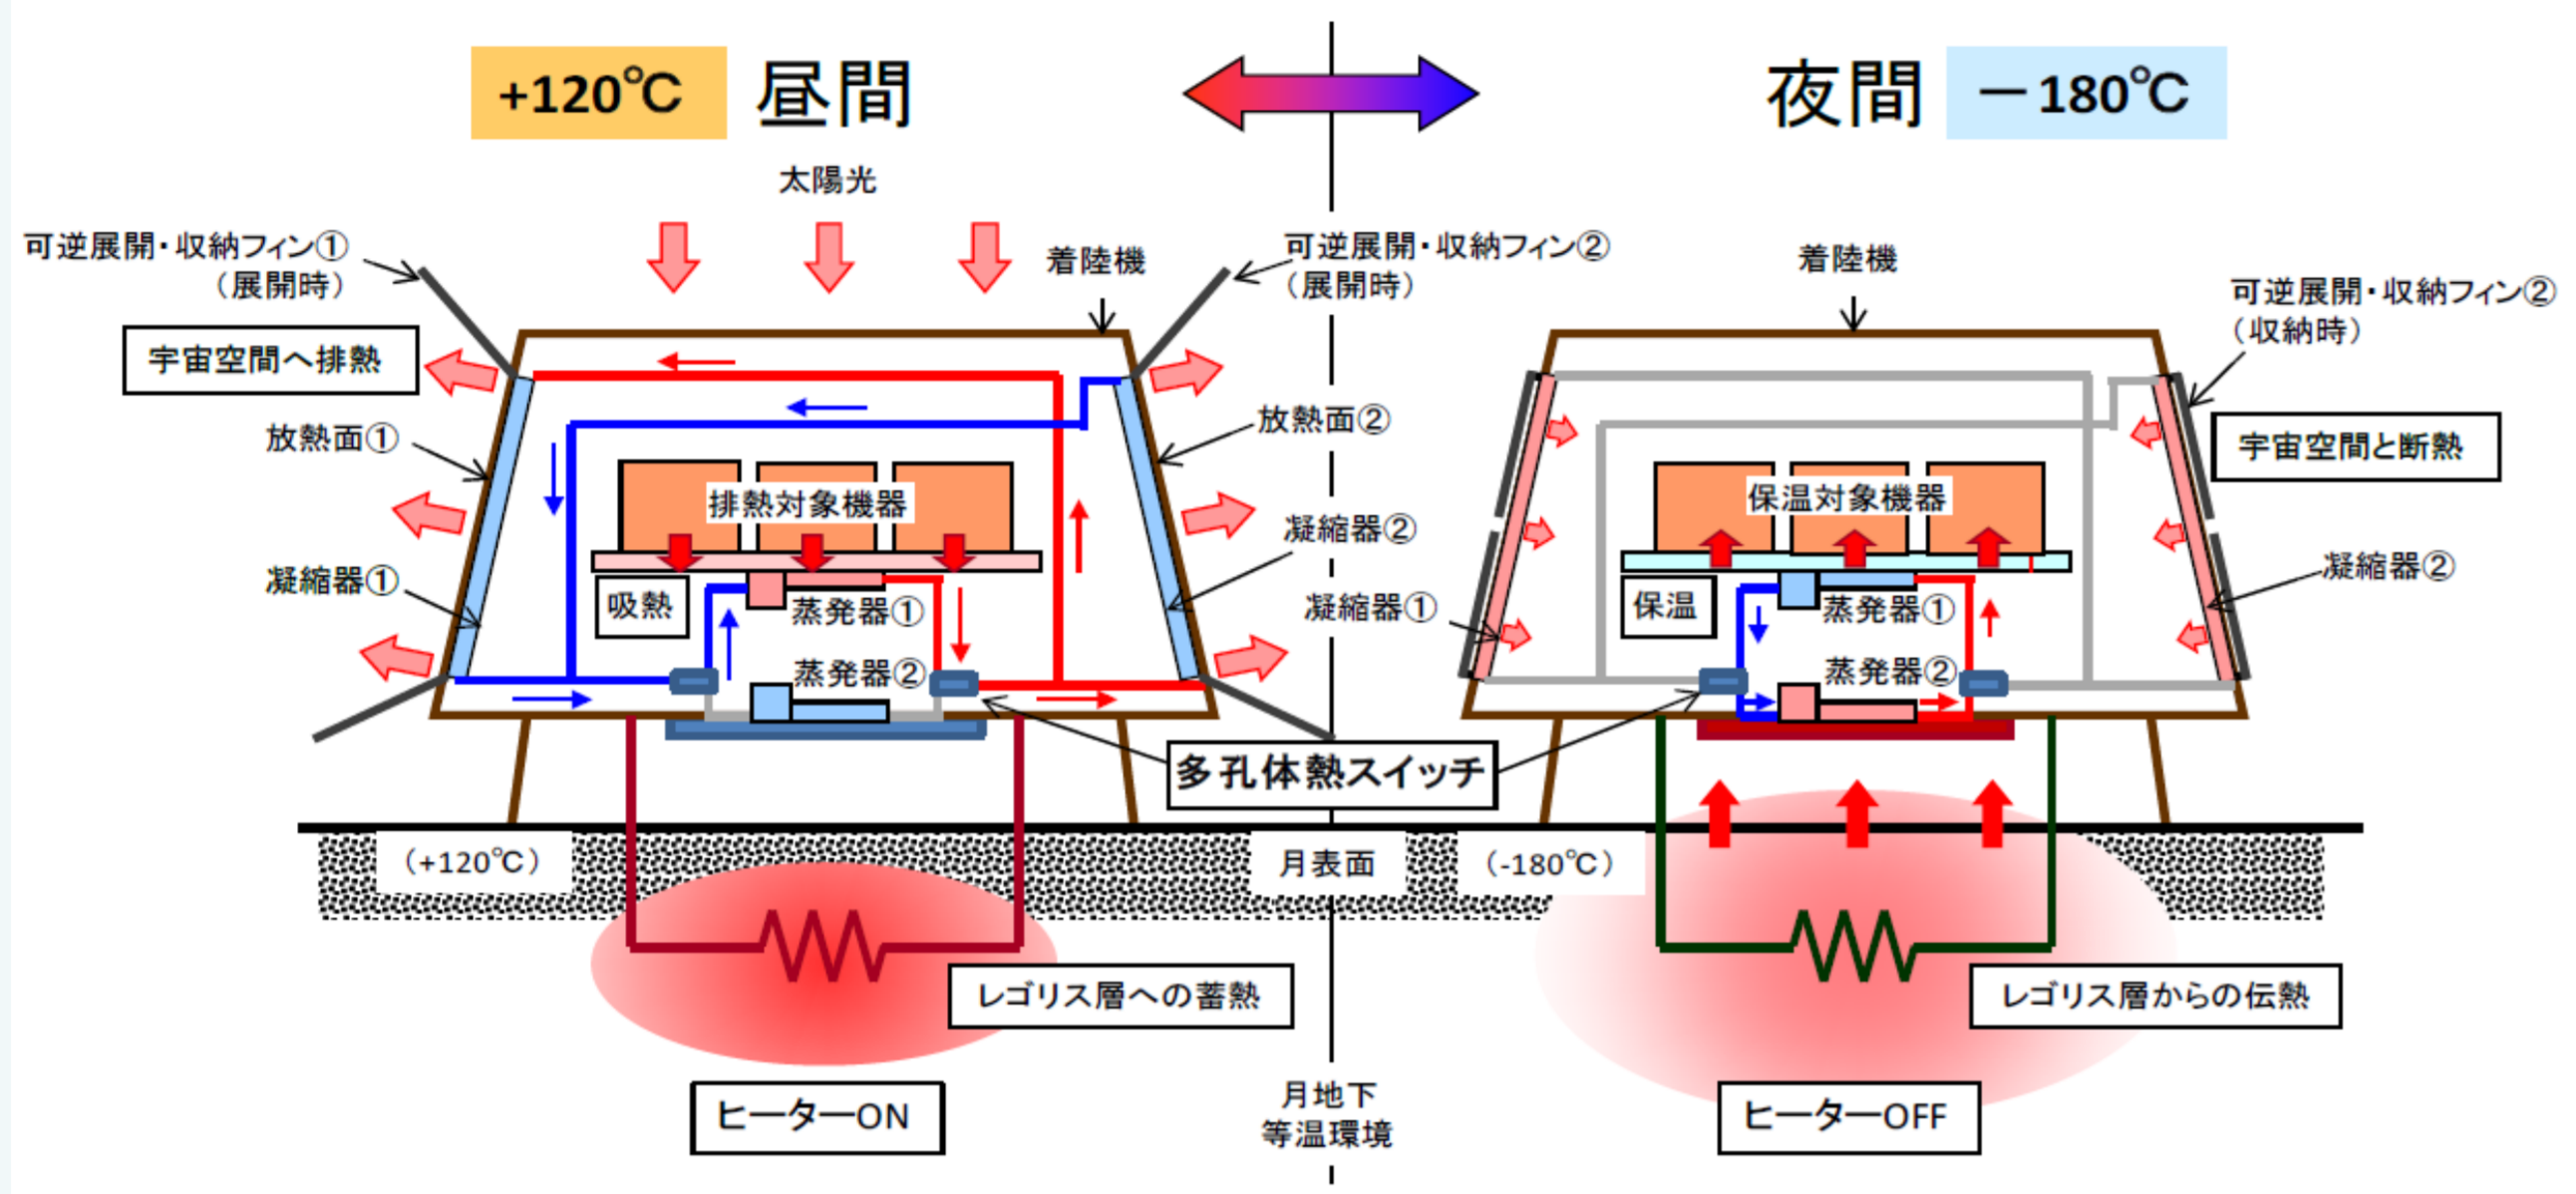 +120℃
昼間
夜間
－180℃
太陽光
可逆展開・収納フィン①
（展開時）
着陸機
可逆展開・収納フィン②
（展開時）
着陸機
可逆展開・収納フィン②
（収納時）
宇宙空間へ排熱
放熱面①
放熱面②
宇宙空間と断熱
排熱対象機器
保温対象機器
凝縮器①
凝縮器②
凝縮器①
凝縮器②
吸熱
蒸発器①
蒸発器②
保温
蒸発器①
蒸発器②
多孔体熱スイッチ
（+120℃）
月表面
（-180℃）
レゴリス層への蓄熱
レゴリス層からの伝熱
ヒーターON
月地下
等温環境
ヒーターOFF